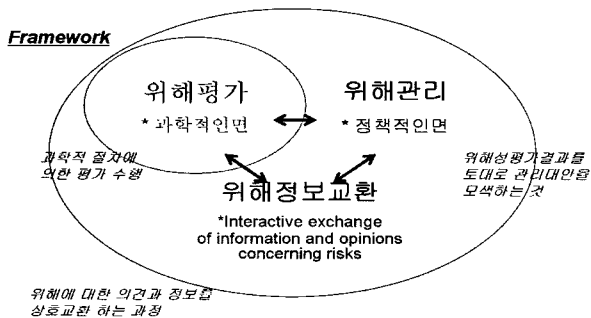 Framework
위해평가
* 과학적인면
위해관리
* 정책적인면
과학적 절차에
의한 평가 수행
위해성평가결과를
토대로 관리대안을
모색하는 것
위해정보교환
*Interactive exchange
of information and opinions
concerning risks
위해에 대한 의견과 정보를
상호교환 하는 과정